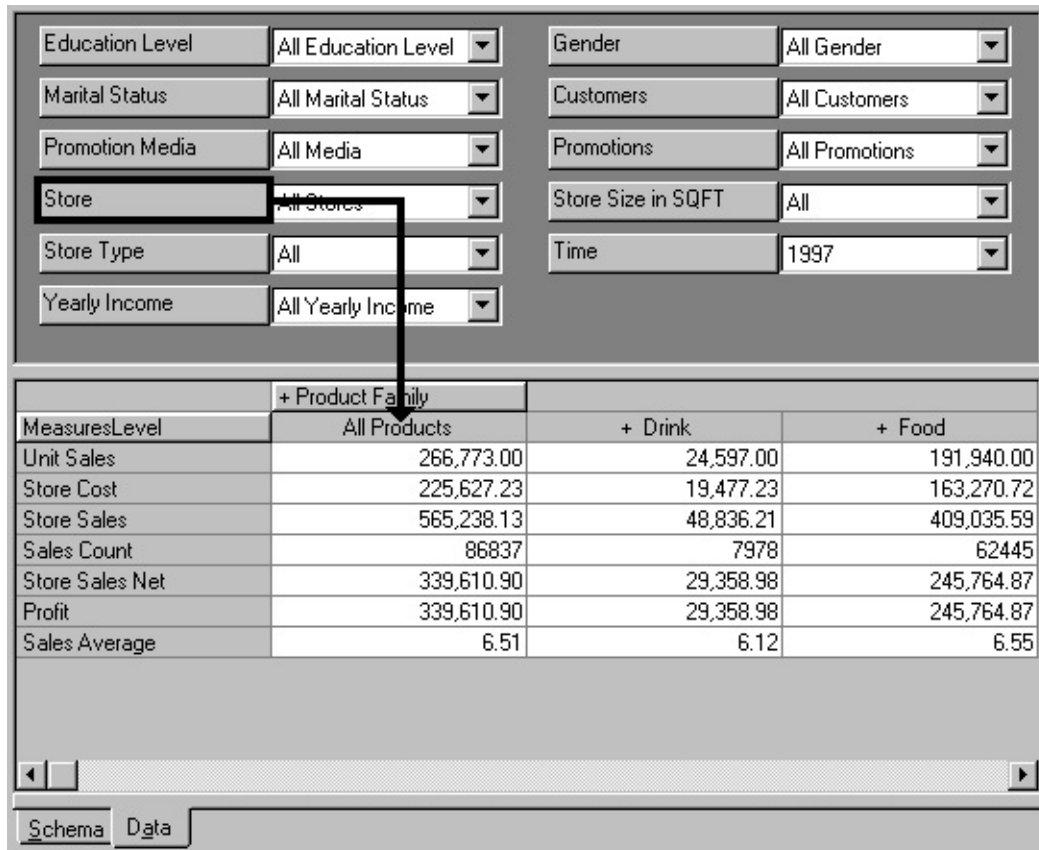 Education Level All Education Level Gender All Gender
Marital Status All Marital Status Customers All Customers
Promotion Media All Media Promotions All Promotions
Store All Stores Store Size in SQFT All
Store Type All Time 1997
Yearly Income All Yearly Income
+ Product Family
MeasuresLevel All Products + Drink + Food
Unit Sales 266,773.00 24,597.00 191,940.00
Store Cost 225,627.23 19,477.23 163,270.72
Store Sales 565,238.13 48,836.21 409,035.59
Sales Count 86837 7978 62445
Store Sales Net 339,610.90 29,358.98 245,764.87
Profit 339,610.90 29,358.98 245,764.87
Sales Average 6.51 6.12 6.55
Schema Data